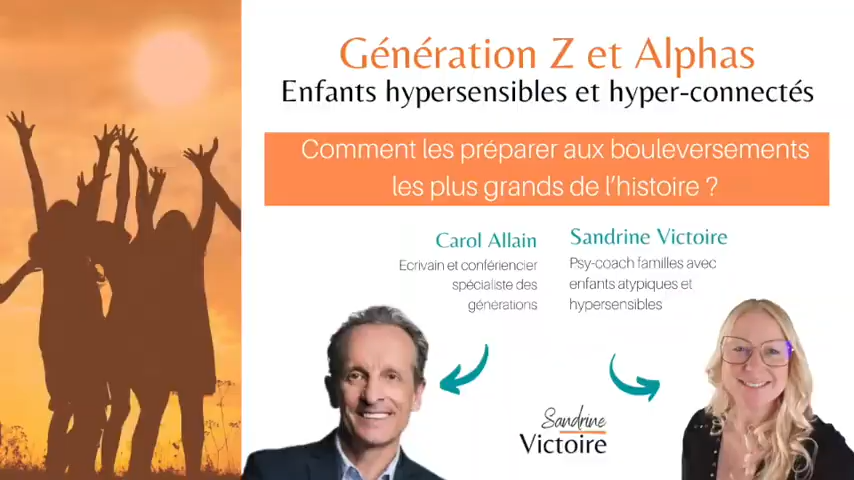 Génération Z et Alphas
Enfants hypersensibles et hyper-connectés
Comment les préparer aux bouleversements
les plus grands de l'histoire ?
Carol Allain
Ecrivain et confériencier
spécialiste des
générations
Sandrine Victoire
Psy-coach familles avec
enfants atypiques et
hypersensibles
Sandrine
Victoire